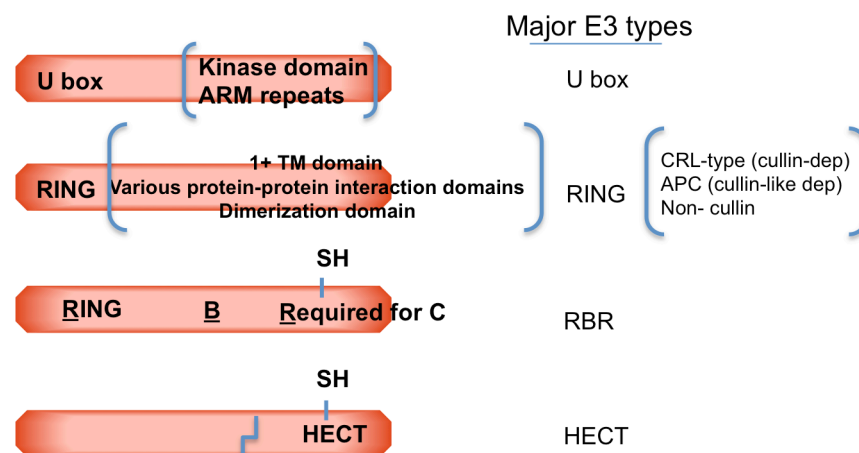 Major E3 types
U box
Kinase domain
ARM repeats
U box
1+ TM domain
RING
Various protein-protein interaction domains
Dimerization domain
RING
CRL-type (cullin-dep)
APC (cullin-like dep)
Non- cullin
SH
RING B Required for C
RBR
SH
HECT
HECT